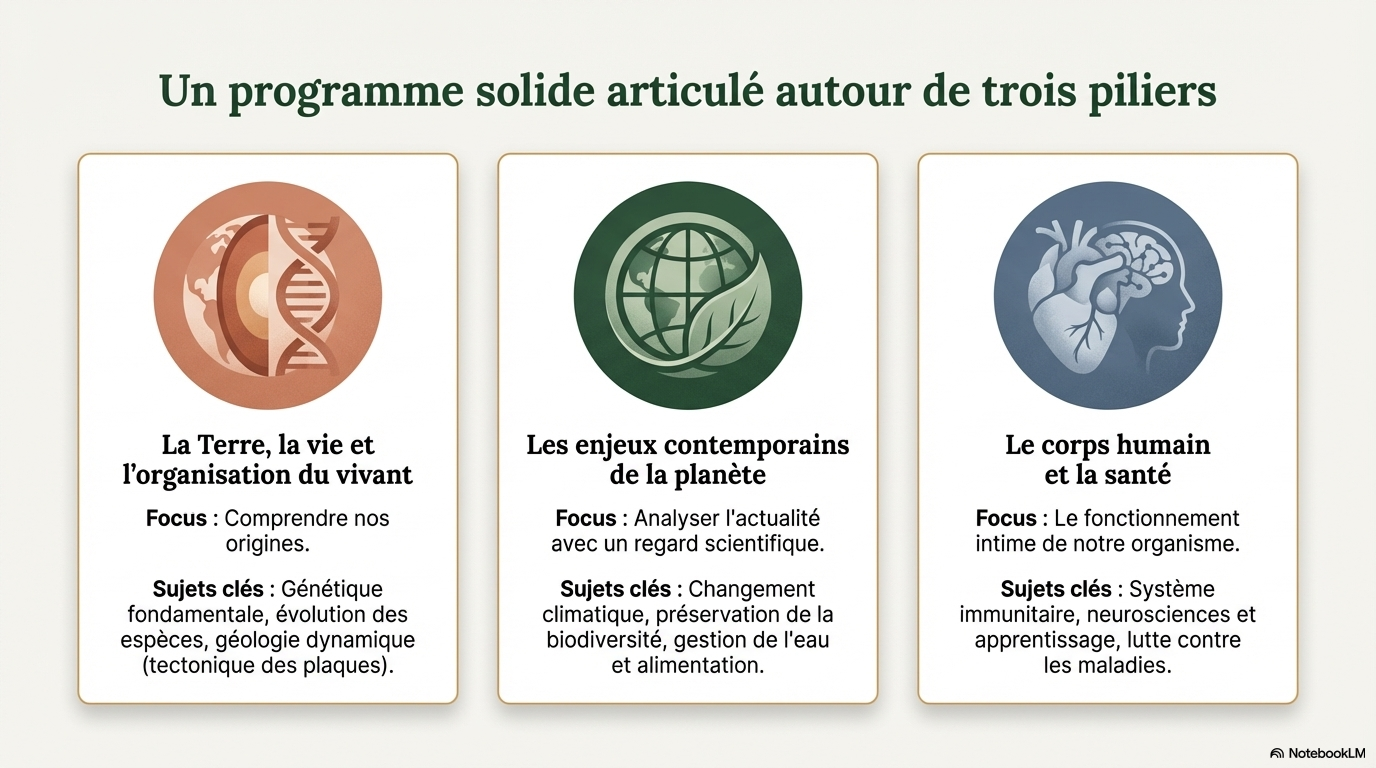 Un programme solide articulé autour de trois piliers
La Terre, la vie et
l’organisation du vivant
Focus : Comprendre nos
origines.
Sujets clés : Génétique
fondamentale, évolution des
espèces, géologie dynamique
(tectonique des plaques).
Les enjeux contemporains
de la planète
Focus : Analyser l'actualité
avec un regard scientifique.
Sujets clés : Changement
climatique, préservation de la
biodiversité, gestion de l'eau
et alimentation.
Le corps humain
et la santé
Focus : Le fonctionnement
intime de notre organisme.
Sujets clés : Système
immunitaire, neurosciences et
apprentissage, lutte contre
les maladies.
NotebookLM